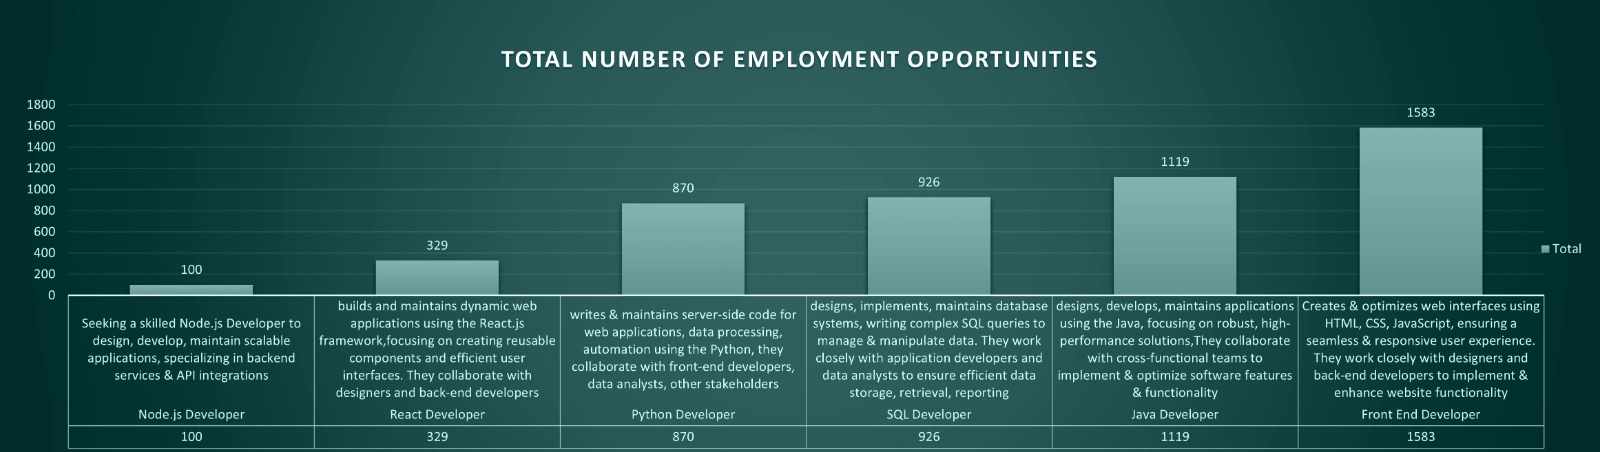 TOTAL NUMBER OF EMPLOYMENT OPPORTUNITIES
1800
1600
1400
1200
1000
800
600
400
200
0
100
329
870
926
1119
1583
Total
Seeking a skilled Node.js Developer to
design, develop, maintain scalable
applications, specializing in backend
services & API integrations
Node.js Developer
100
builds and maintains dynamic web
applications using the React.js
framework,focusing on creating reusable
components and efficient user
interfaces. They collaborate with
designers and back-end developers
React Developer
329
writes & maintains server-side code for
web applications, data processing,
automation using the Python, they
collaborate with front-end developers,
data analysts, other stakeholders
Python Developer
870
designs, implements, maintains database
systems, writing complex SQL queries to
manage & manipulate data. They work
closely with application developers and
data analysts to ensure efficient data
storage, retrieval, reporting
SQL Developer
926
designs, develops, maintains applications
using the Java, focusing on robust, high-
performance solutions,They collaborate
with cross-functional teams to
implement & optimize software features
& functionality
Java Developer
1119
Creates & optimizes web interfaces using
HTML, CSS, JavaScript, ensuring a
seamless & responsive user experience.
They work closely with designers and
back-end developers to implement &
enhance website functionality
Front End Developer
1583